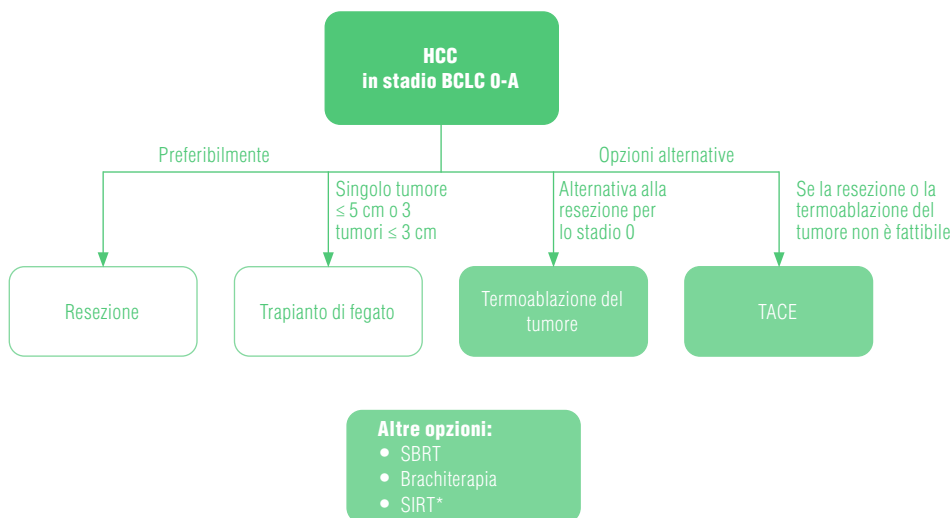 HCC
in stadio BCLC 0-A
Preferibilmente
Opzioni alternative
Singolo tumore
≤ 5 cm o 3
tumori ≤ 3 cm
Alternativa alla
resezione per
lo stadio 0
Se la resezione o la
termoablazione del
tumore non è fattibile
Resezione
Trapianto di fegato
Termoablazione del
tumore
TACE
Altre opzioni:
• SBRT
• Brachiterapia
• SIRT*